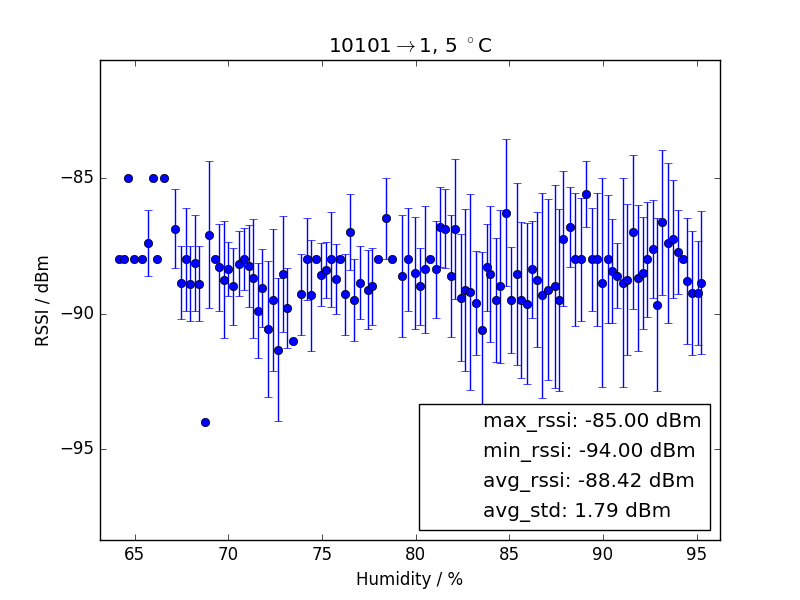 10101→1, 5 °C
RSSI / dBm
−85
−90
−95
max_rssi: -85.00 dBm
min_rssi: -94.00 dBm
avg_rssi: -88.42 dBm
avg_std: 1.79 dBm
65 70 75 80 85 90 95
Humidity / %